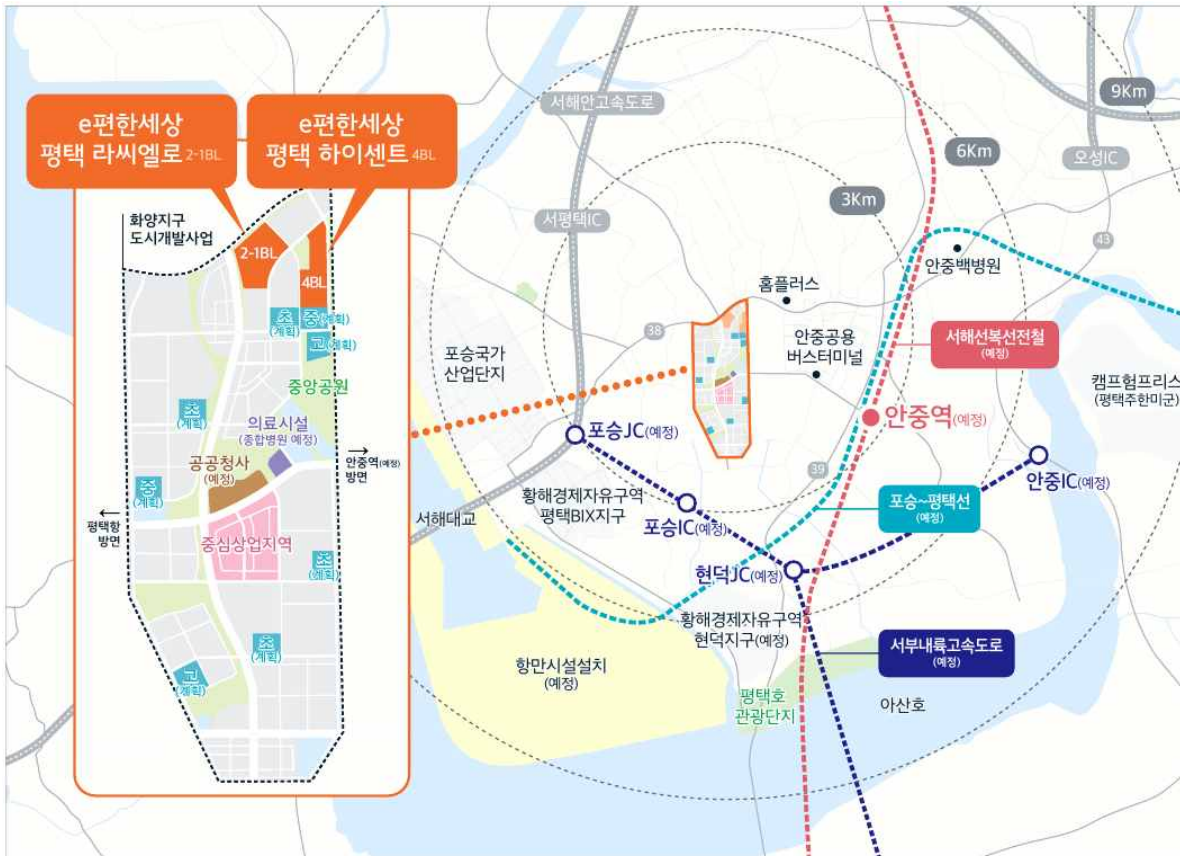 e편한세상
평택 라씨엘로 2-1BL
e편한세상
평택 하이센트 4BL
화양지구
도시개발사업
2-1BL
4BL
초
(계획)
중(계획)
고(계획)
중앙공원
초
(계획)
의료시설
(종합병원 예정)
공공청사
(예정)
→
안중역(예정)
방면
중
(계획)
←
평택항
방면
중심상업지역
초
(계획)
초
(계획)
고
(계획)
서해안고속도로
9Km
6Km
오성IC
3Km
서평택IC
43
안중백병원
홈플러스
38
안중공용
버스터미널
서해선복선전철
(예정)
포승국가
산업단지
캠프험프리스
(평택주한미군)
안중역(예정)
포승JC(예정)
39
안중IC(예정)
황해경제자유구역
평택BIX지구
포승~평택선
(예정)
서해대교
포승IC(예정)
현덕JC(예정)
황해경제자유구역
현덕지구(예정)
서부내륙고속도로
(예정)
항만시설설치
(예정)
평택호
관광단지
아산호